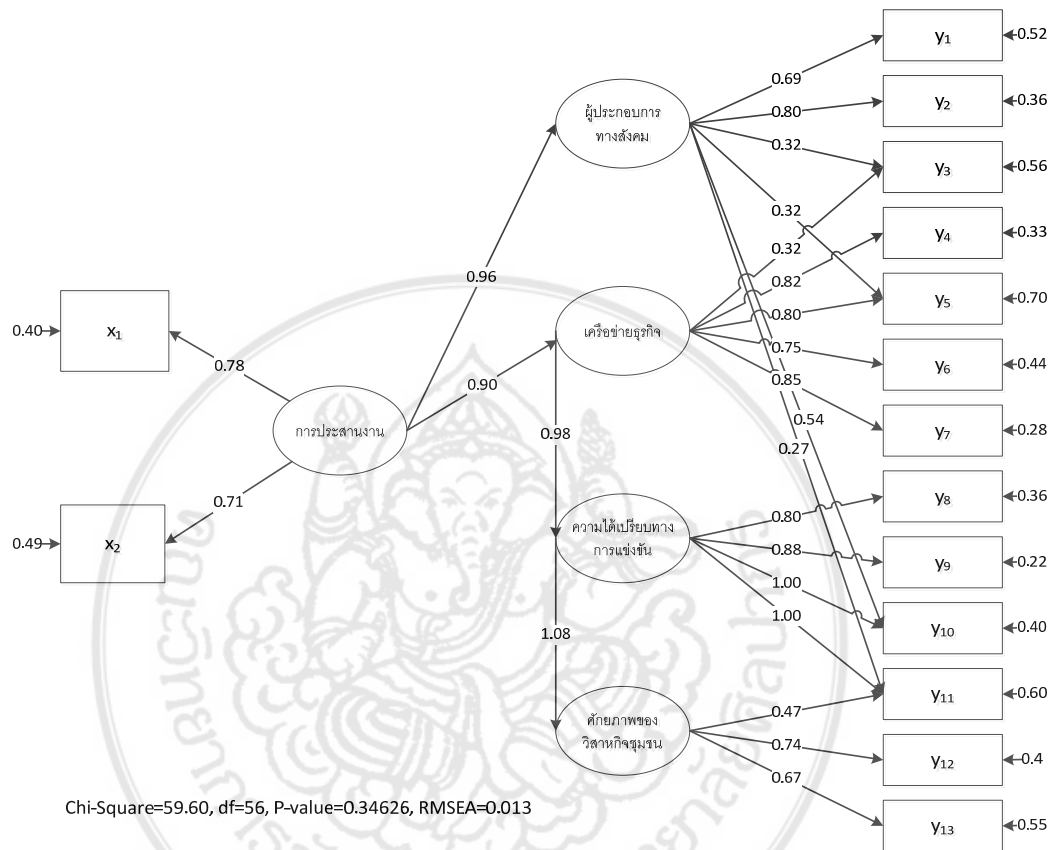 y1
0.52
0.69
y2
0.36
ผู้ประกอบการ
ทางสังคม
0.80
0.32
y3
0.56
0.32
y4
0.33
0.32
0.96
0.82
y5
0.70
x1
0.40
0.80
เครือข่ายธุรกิจ
0.75
y6
0.44
0.78
0.90
0.85
0.54
การประสานงาน
0.98
0.27
y7
0.28
0.71
y8
0.36
x2
0.49
0.80
ความได้เปรียบทาง
การแข่งขัน
0.88
y9
0.22
1.00
1.00
y10
0.40
1.08
y11
0.60
0.47
ศักยภาพของ
วิสาหกิจชุมชน
0.74
y12
0.4
0.67
Chi-Square=59.60, df=56, P-value=0.34626, RMSEA=0.013
y13
0.55